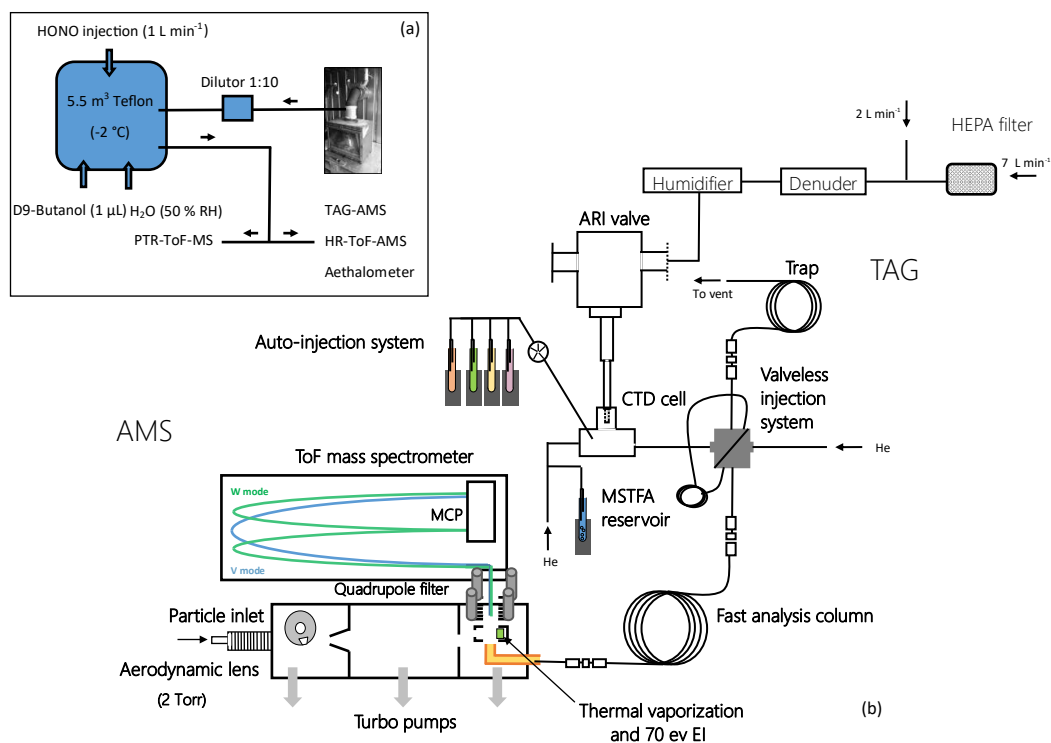 (a)
HONO injection (1 L min⁻¹)
Dilutor 1:10
5.5 m³ Teflon
(-2 °C)
D9-Butanol (1 µL)
H₂O (50 % RH)
TAG-AMS
PTR-ToF-MS
HR-ToF-AMS
Aethalometer
2 L min⁻¹
HEPA filter
7 L min⁻¹
Humidifier
Denuder
ARI valve
TAG
Trap
To vent
Auto-injection system
CTD cell
Valveless
injection
system
He
AMS
ToF mass spectrometer
W mode
MCP
V mode
MSTFA
reservoir
He
Quadrupole filter
Particle inlet
Fast analysis column
Aerodynamic lens
(2 Torr)
Turbo pumps
Thermal vaporization
and 70 ev EI
(b)